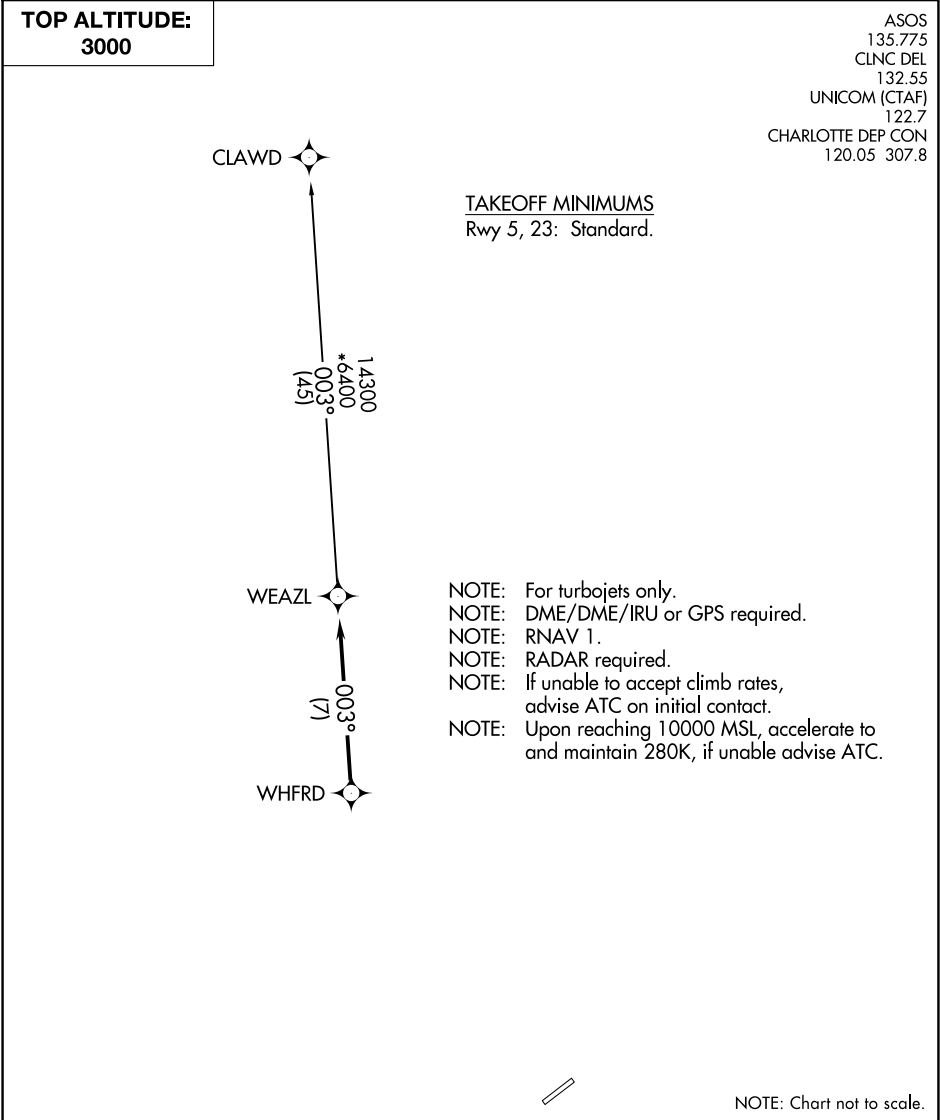 TOP ALTITUDE:
3000
ASOS
135.775
CLNC DEL
132.55
UNICOM (CTAF)
122.7
CHARLOTTE DEP CON
120.05 307.8
CLAWD
TAKEOFF MINIMUMS
Rwy 5, 23: Standard.
14300
*6400
003°
(45)
WEAZL
NOTE: For turbojets only.
NOTE: DME/DME/IRU or GPS required.
NOTE: RNAV 1.
NOTE: RADAR required.
NOTE: If unable to accept climb rates,
advise ATC on initial contact.
NOTE: Upon reaching 10000 MSL, accelerate to
and maintain 280K, if unable advise ATC.
003°
(7)
WHFRD
NOTE: Chart not to scale.